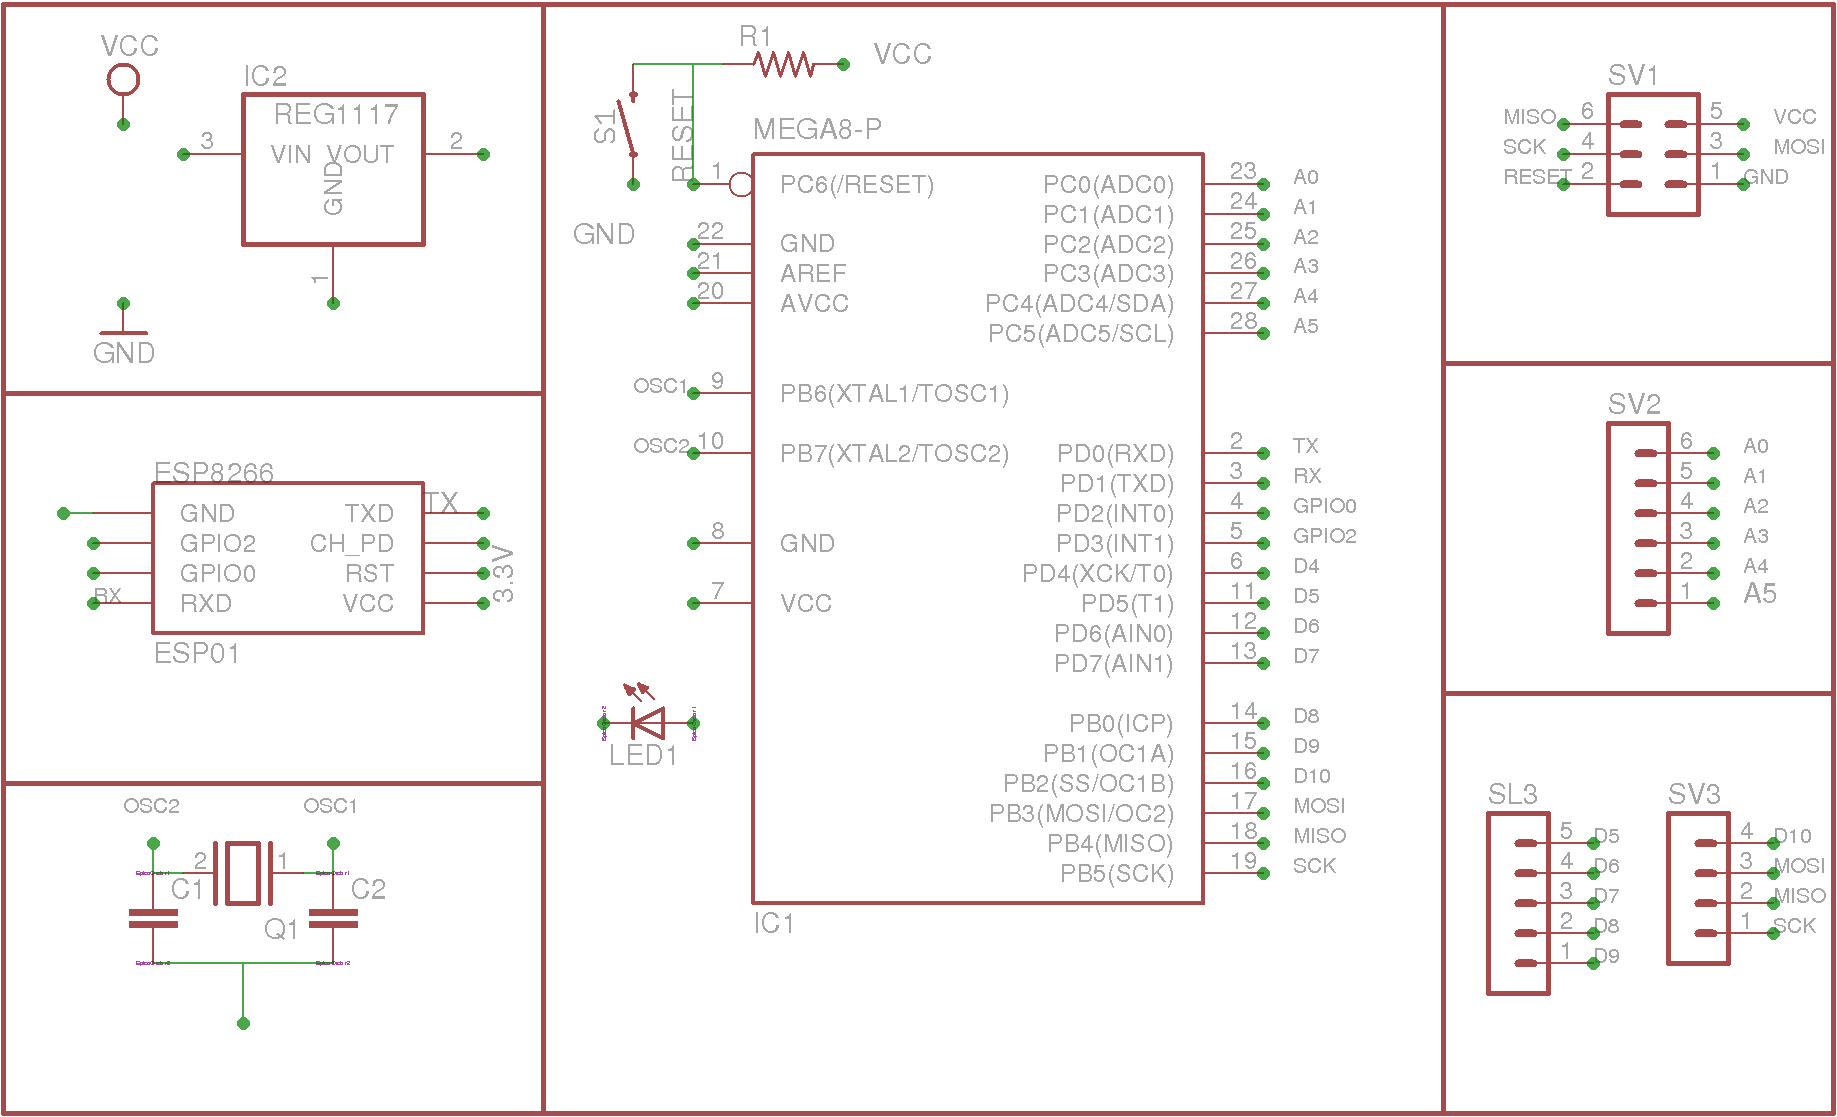 VCC
IC2
REG1117
3
VIN VOUT
2
GND
1
GND
ESP8266
GND
TXD
TX
GPIO2
CH_PD
GPIO0
RST
3.3V
RX
RXD
VCC
ESP01
OSC2
OSC1
2
1
C1
C2
Q1
R1
VCC
S1
RESET
GND
MEGA8-P
1
PC6(/RESET)
22
GND
21
AREF
20
AVCC
OSC1
9
PB6(XTAL1/TOSC1)
OSC2
10
PB7(XTAL2/TOSC2)
8
GND
7
VCC
LED1
PC0(ADC0)
23
A0
PC1(ADC1)
24
A1
PC2(ADC2)
25
A2
PC3(ADC3)
26
A3
PC4(ADC4/SDA)
27
A4
PC5(ADC5/SCL)
28
A5
PD0(RXD)
2
TX
PD1(TXD)
3
RX
PD2(INT0)
4
GPIO0
PD3(INT1)
5
GPIO2
PD4(XCK/T0)
6
D4
PD5(T1)
11
D5
PD6(AIN0)
12
D6
PD7(AIN1)
13
D7
PB0(ICP)
14
D8
PB1(OC1A)
15
D9
PB2(SS/OC1B)
16
D10
PB3(MOSI/OC2)
17
MOSI
PB4(MISO)
18
MISO
PB5(SCK)
19
SCK
IC1
SV1
MISO
6
5
VCC
SCK
4
3
MOSI
RESET
2
1
GND
SV2
6
A0
5
A1
4
A2
3
A3
2
A4
1
A5
SL3
5
D5
4
D6
3
D7
2
D8
1
D9
SV3
4
D10
3
MOSI
2
MISO
1
SCK